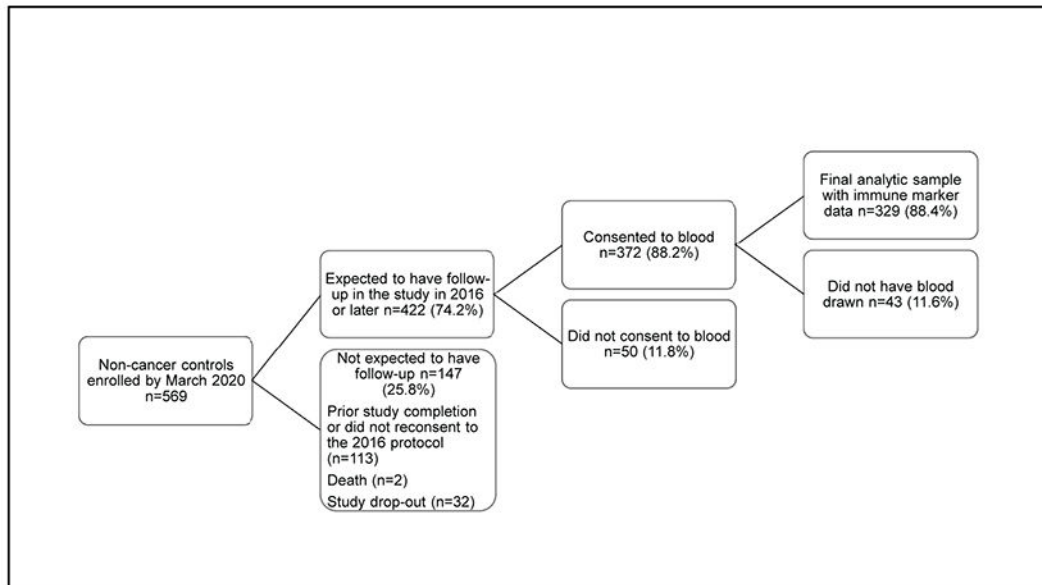 Non-cancer controls
enrolled by March 2020
n=569
Expected to have follow-
up in the study in 2016
or later n=422 (74.2%)
Not expected to have
follow-up n=147
(25.8%)
Prior study completion
or did not reconsent to
the 2016 protocol
(n=113)
Death (n=2)
Study drop-out (n=32)
Consented to blood
n=372 (88.2%)
Did not consent to blood
n=50 (11.8%)
Final analytic sample
with immune marker
data n=329 (88.4%)
Did not have blood
drawn n=43 (11.6%)